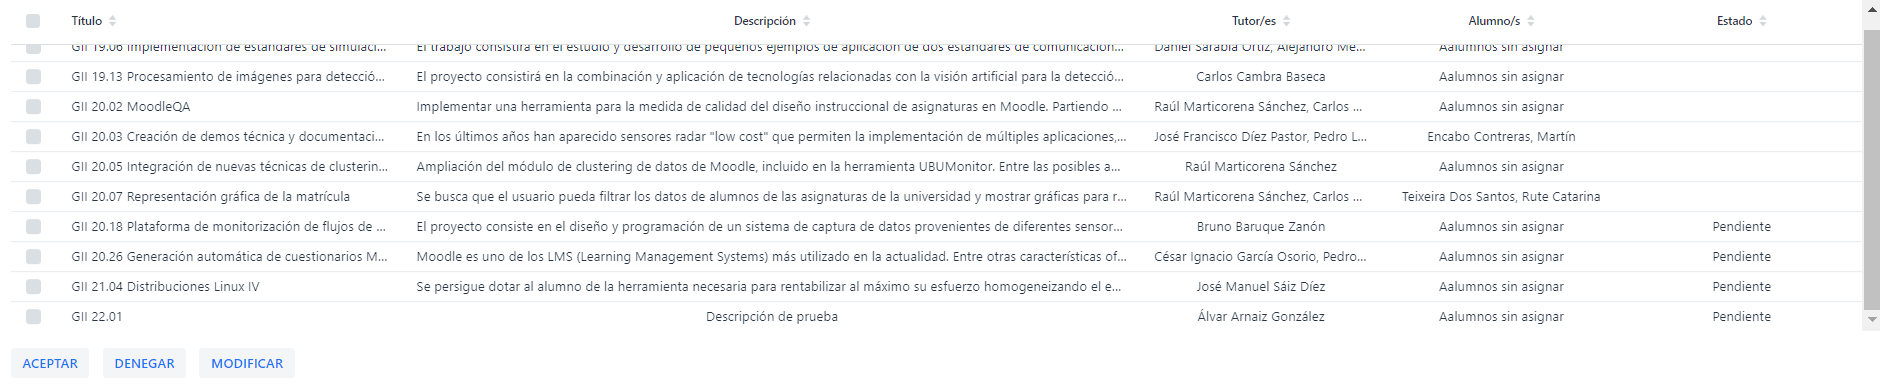 Título Descripción Tutor/es Alumno/s Estado
GII 19.06 Implementación de estándares de simulaci... El trabajo consistirá en el estudio y desarrollo de pequeños ejemplos de aplicación de dos estándares de comunicación... Daniel Sarabia Ortiz, Alejandro Me... Aalumnos sin asignar
GII 19.13 Procesamiento de imágenes para detecció... El proyecto consistirá en la combinación y aplicación de tecnologías relacionadas con la visión artificial para la detecció... Carlos Cambra Baseca Aalumnos sin asignar
GII 20.02 MoodleQA Implementar una herramienta para la medida de calidad del diseño instruccional de asignaturas en Moodle. Partiendo ... Raúl Marticorena Sánchez, Carlos ... Aalumnos sin asignar
GII 20.03 Creación de demos técnica y documentaci... En los últimos años han aparecido sensores radar "low cost" que permiten la implementación de múltiples aplicaciones,... José Francisco Díez Pastor, Pedro L... Encabo Contreras, Martín
GII 20.05 Integración de nuevas técnicas de clusterin... Ampliación del módulo de clustering de datos de Moodle, incluido en la herramienta UBUMonitor. Entre las posibles a... Raúl Marticorena Sánchez Aalumnos sin asignar
GII 20.07 Representación gráfica de la matrícula Se busca que el usuario pueda filtrar los datos de alumnos de las asignaturas de la universidad y mostrar gráficas para r... Raúl Marticorena Sánchez, Carlos ... Teixeira Dos Santos, Rute Catarina
GII 20.18 Plataforma de monitorización de flujos de ... El proyecto consiste en el diseño y programación de un sistema de captura de datos provenientes de diferentes sensor... Bruno Baruque Zanón Aalumnos sin asignar Pendiente
GII 20.26 Generación automática de cuestionarios M... Moodle es uno de los LMS (Learning Management Systems) más utilizado en la actualidad. Entre otras características of... César Ignacio García Osorio, Pedro... Aalumnos sin asignar Pendiente
GII 21.04 Distribuciones Linux IV Se persigue dotar al alumno de la herramienta necesaria para rentabilizar al máximo su esfuerzo homogeneizando el e... José Manuel Sáiz Díez Aalumnos sin asignar Pendiente
GII 22.01 Descripción de prueba Álvar Arnaiz González Aalumnos sin asignar Pendiente
ACEPTAR DENEGAR MODIFICAR